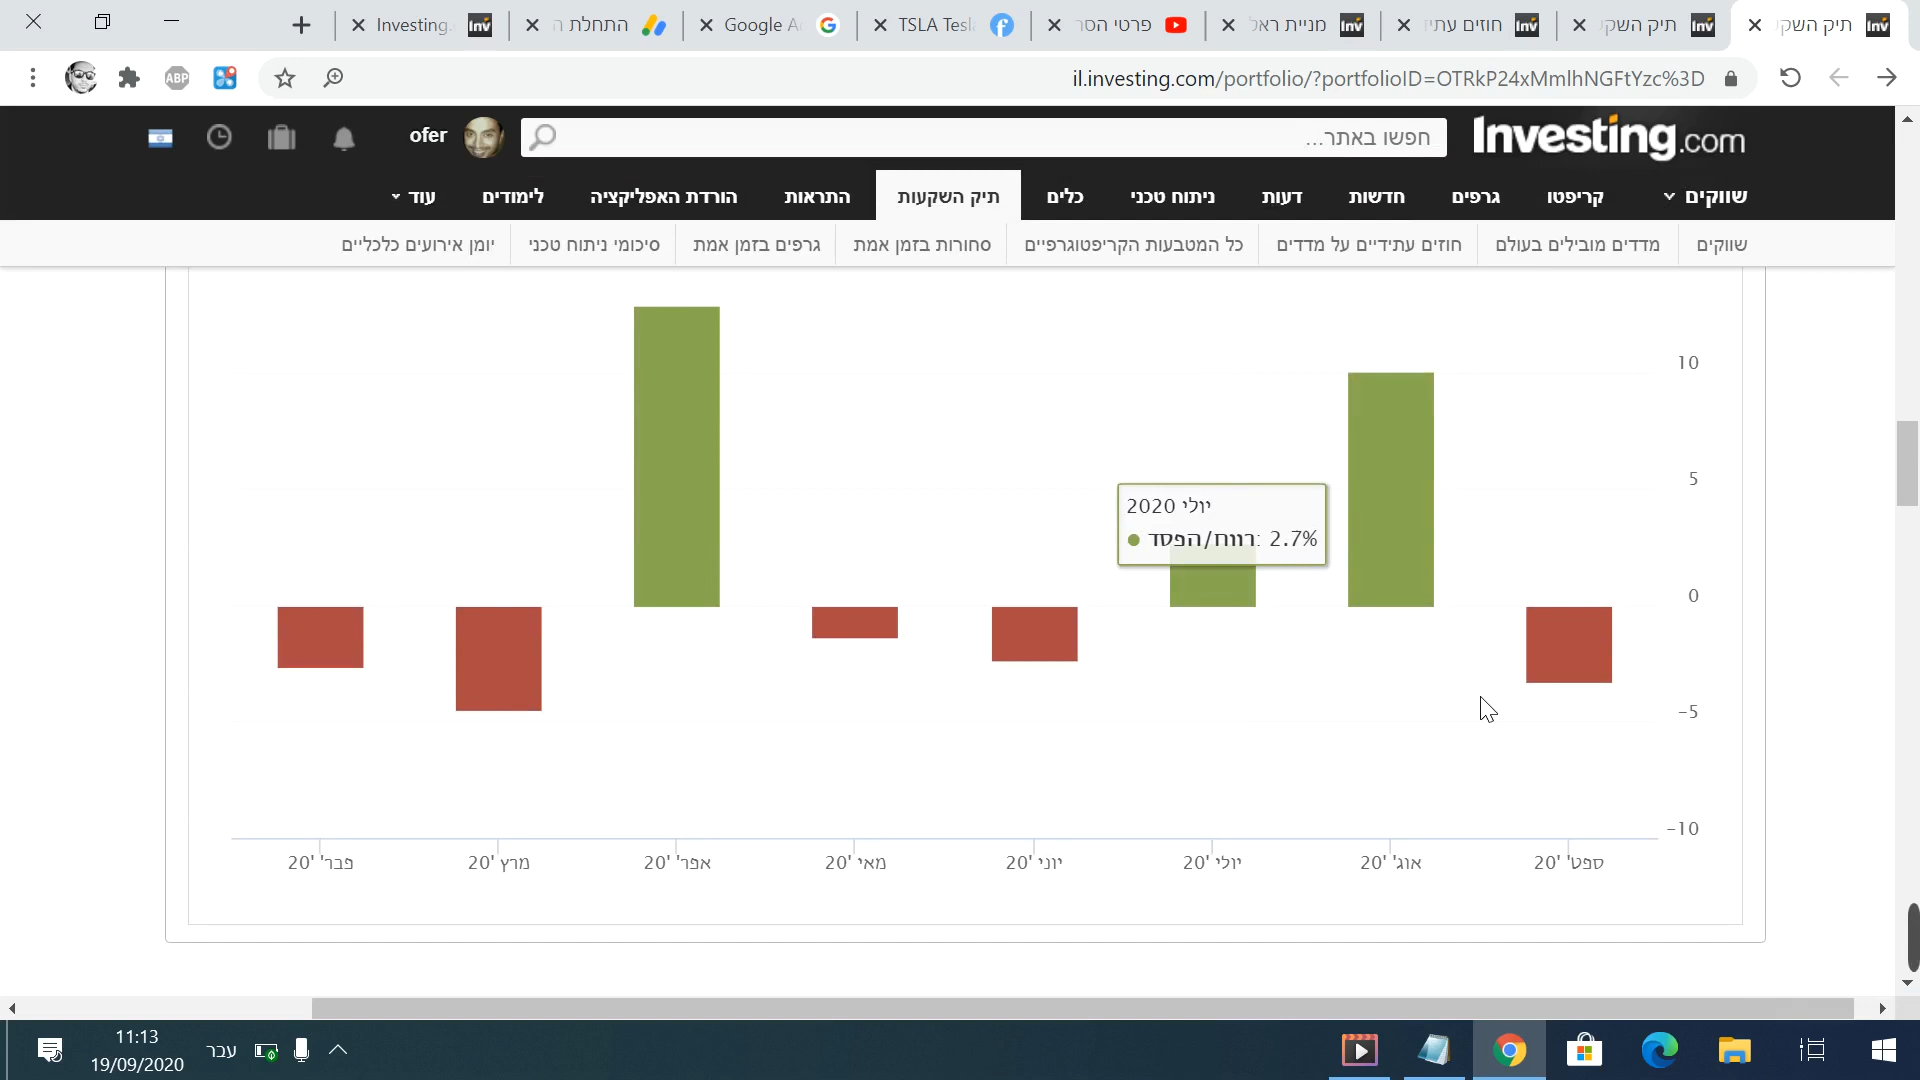 תיק השק
תיק השק
חוזים עתי
מניית ראל
פרטי הסר
TSLA Tesl
Google A
התחלת ה
Investing.
il.investing.com/portfolio/?portfolioID=OTRkP24xMmlhNGFtYzc%3D
ABP
Investing.com
חפשו באתר...
ofer
שווקים
קריפטו
גרפים
חדשות
דעות
ניתוח טכני
כלים
תיק השקעות
התראות
הורדת האפליקציה
לימודים
עוד
שווקים
מדדים מובילים בעולם
חוזים עתידיים על מדדים
כל המטבעות הקריפטוגרפיים
סחורות בזמן אמת
גרפים בזמן אמת
סיכומי ניתוח טכני
יומן אירועים כלכליים
10
5
0
-5
-10
יולי 2020
רווח/הפסד: 2.7%
פבר' '20
מרץ '20
אפר' '20
מאי '20
יוני '20
יולי '20
אוג' '20
ספט' '20
11:13
19/09/2020
עבר